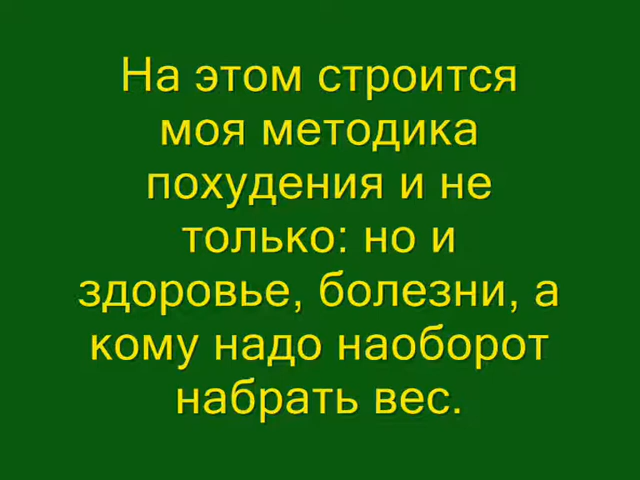 На этом строится
моя методика
похудения и не
только: но и
здоровье, болезни, а
кому надо наоборот
набрать вес.